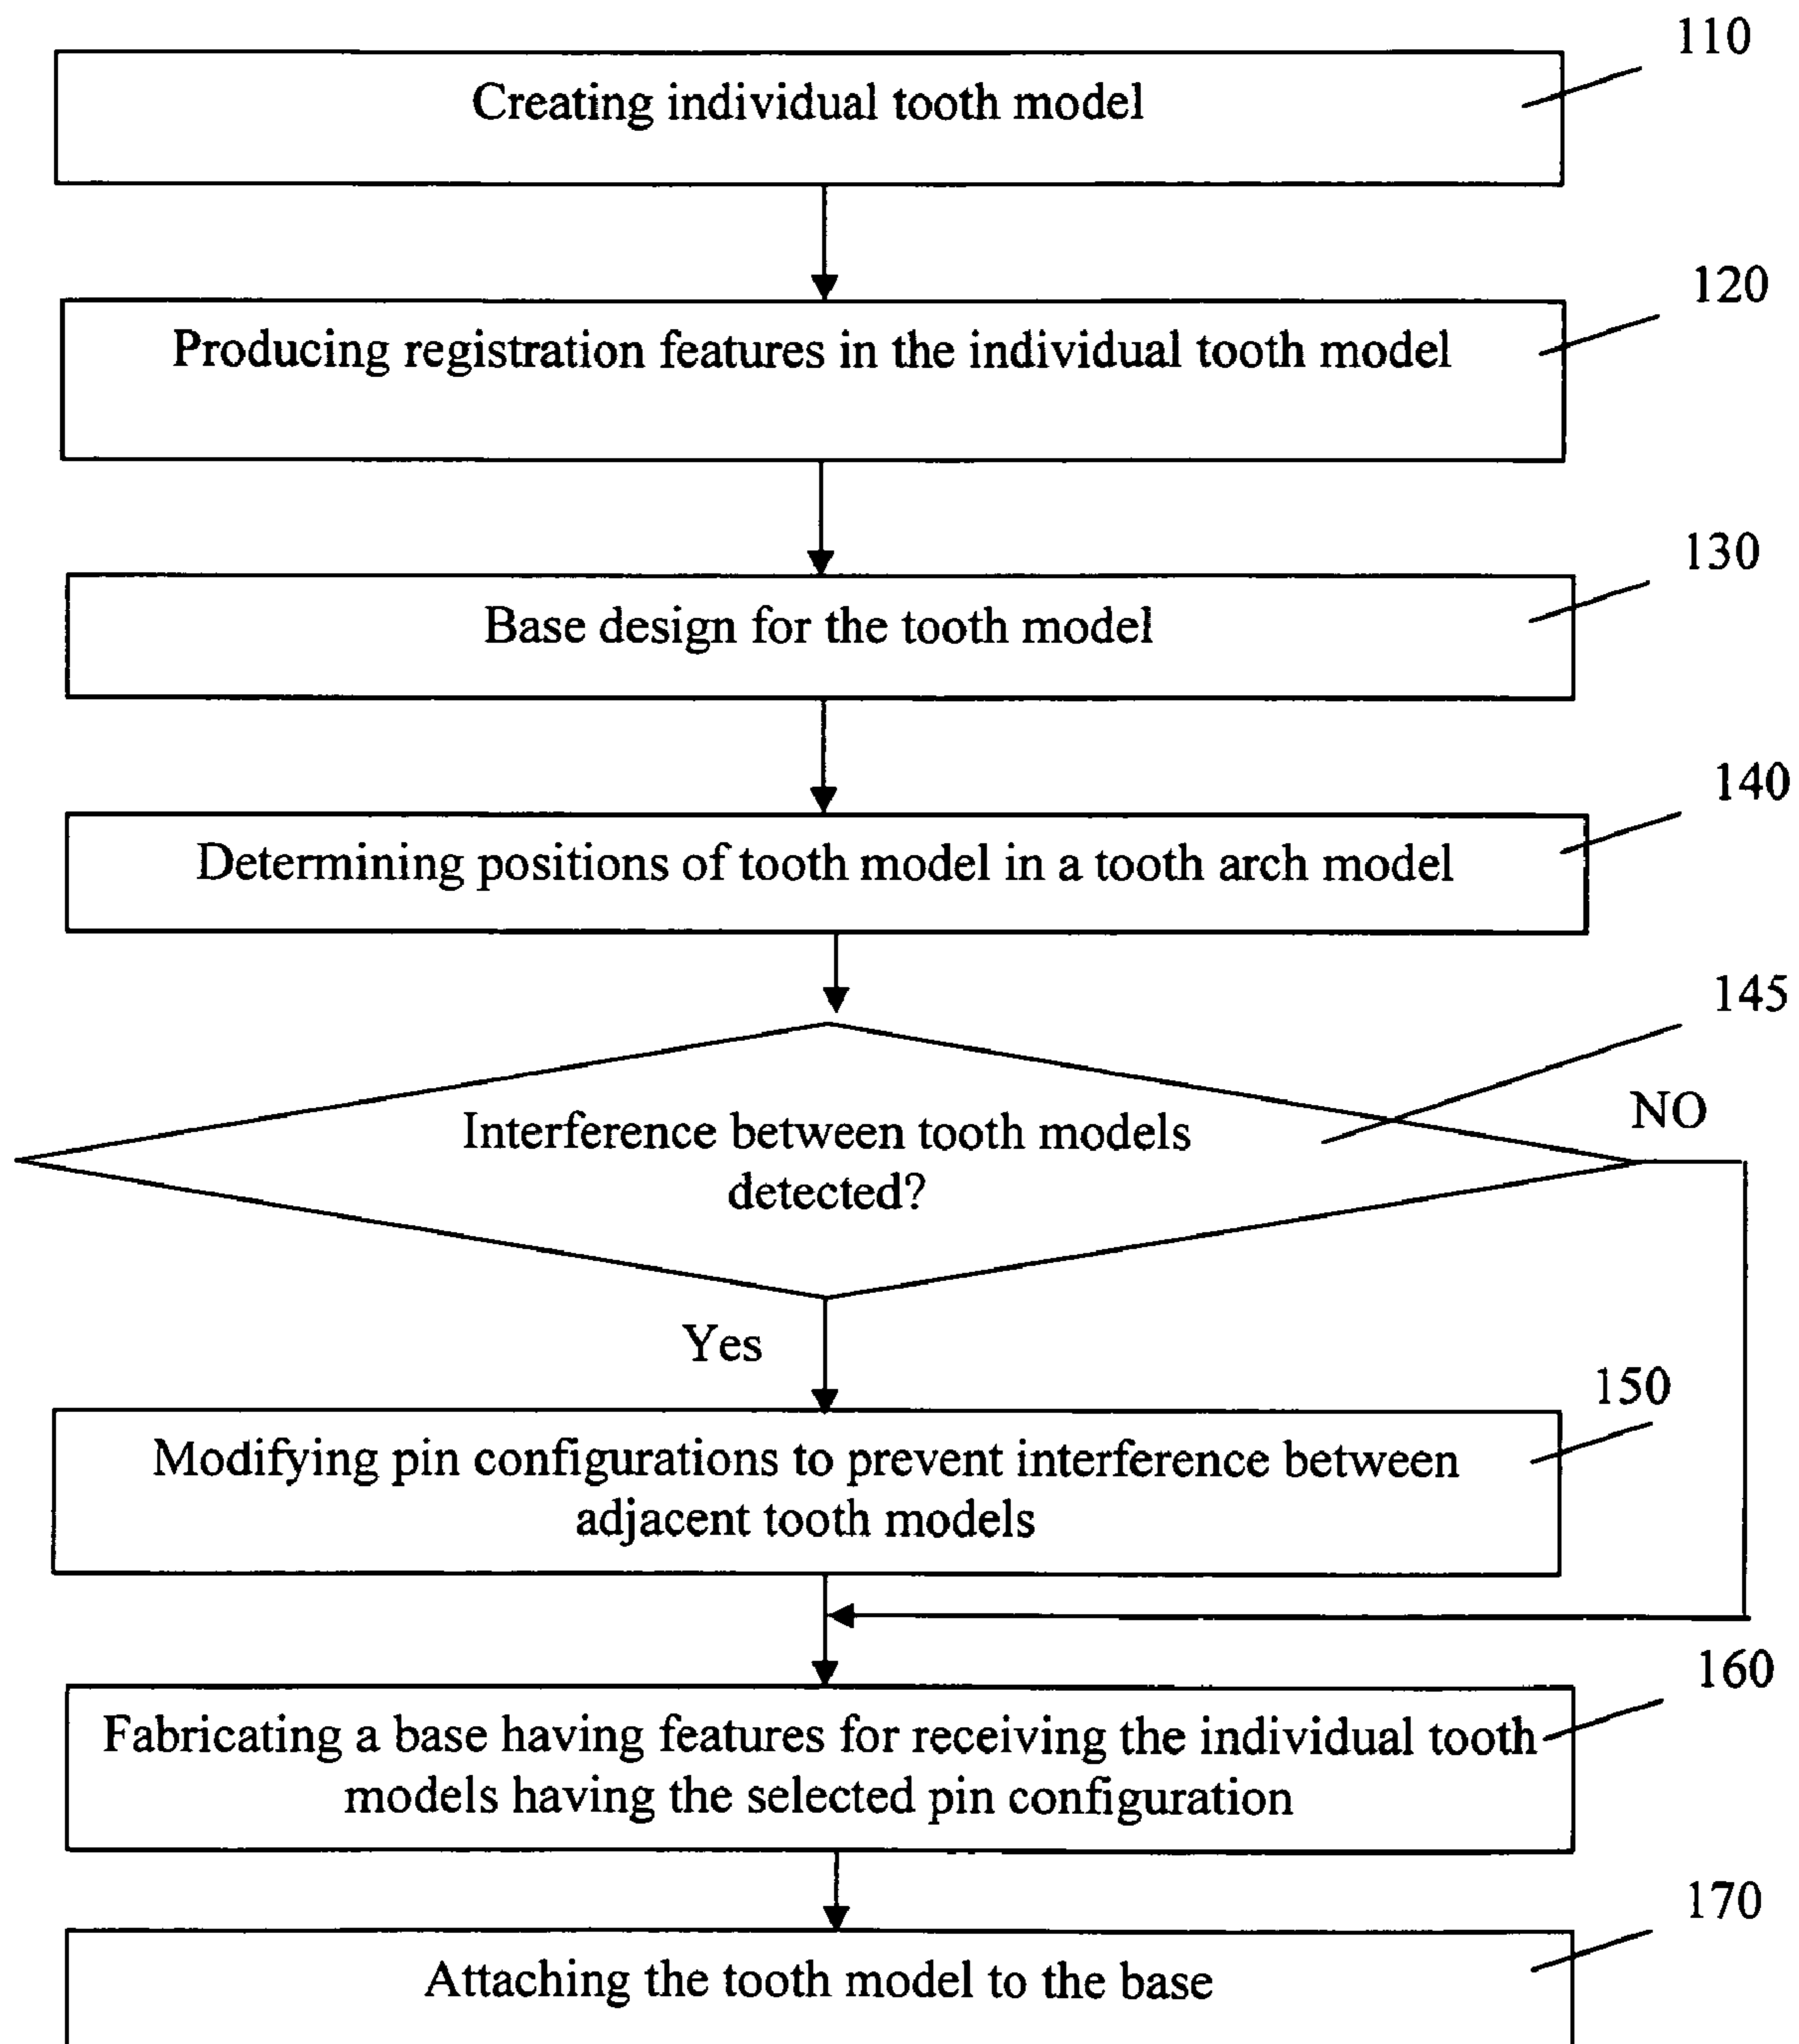 110
Creating individual tooth model
120
Producing registration features in the individual tooth model
130
Base design for the tooth model
140
Determining positions of tooth model in a tooth arch model
145
NO
Interference between tooth models
detected?
Yes
150
Modifying pin configurations to prevent interference between
adjacent tooth models
160
Fabricating a base having features for receiving the individual tooth
models having the selected pin configuration
170
Attaching the tooth model to the base